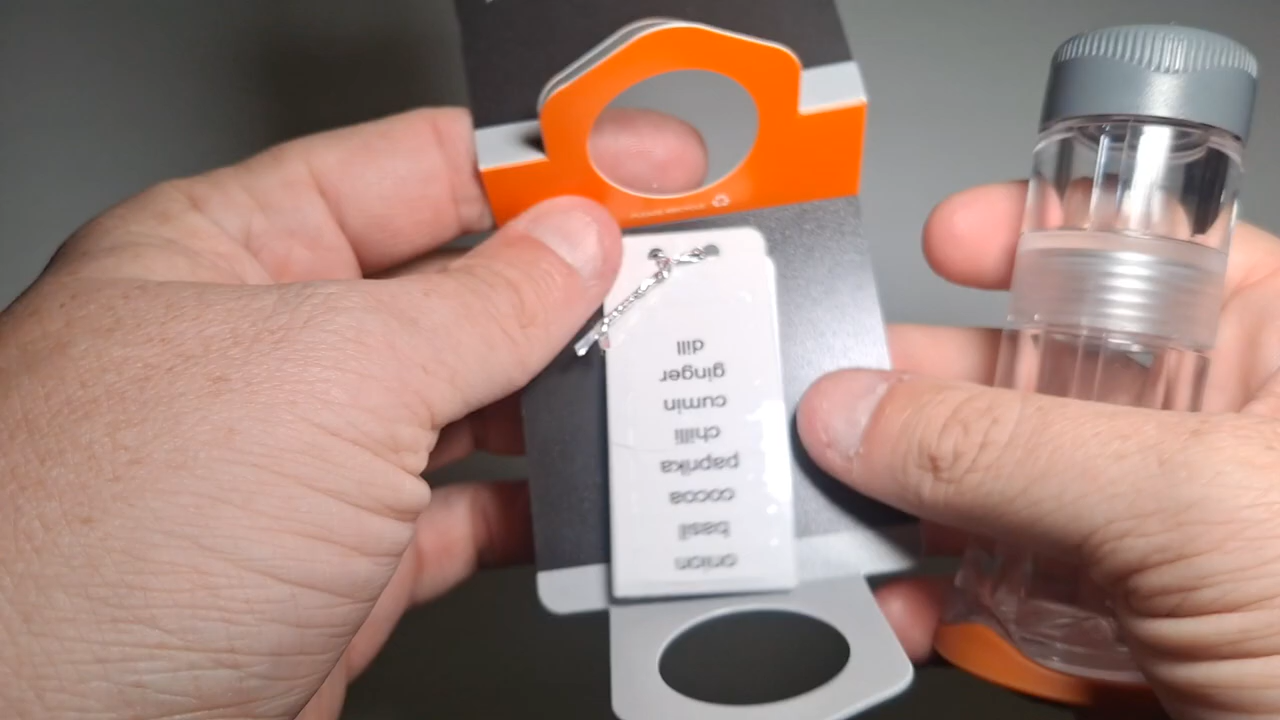 onion
basil
cocoa
paprika
chilli
cumin
ginger
dill